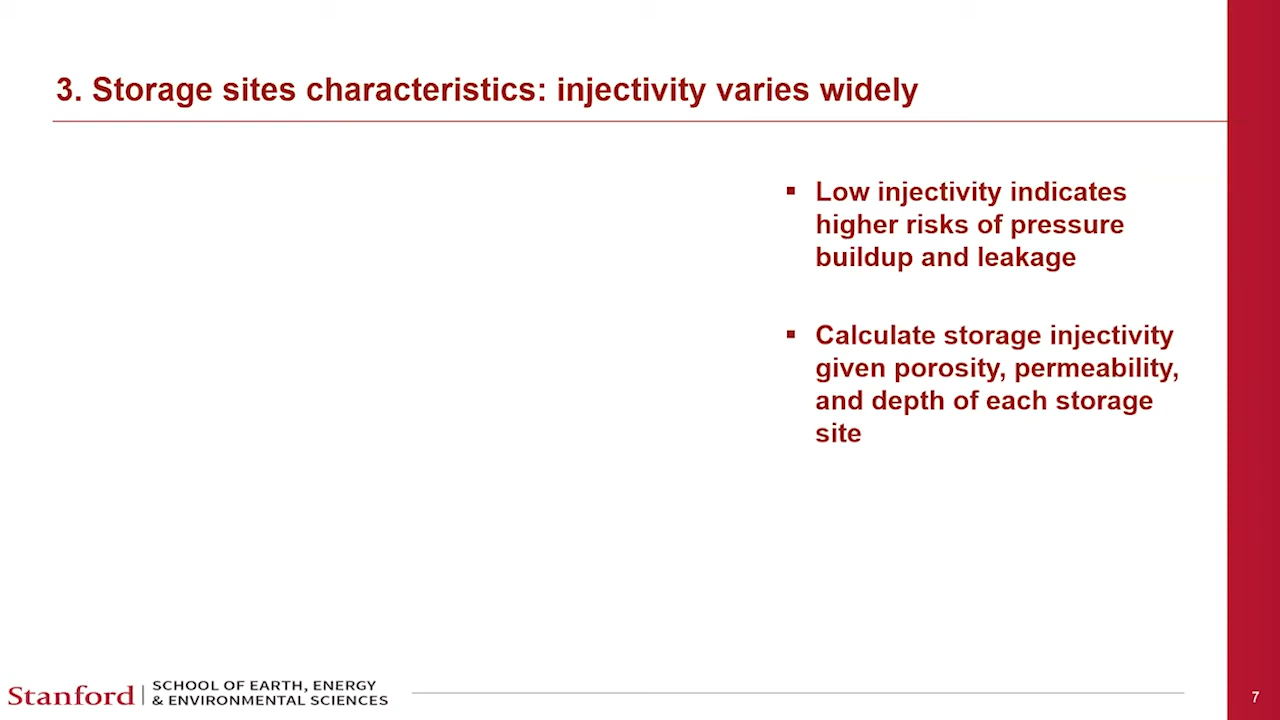 3. Storage sites characteristics: injectivity varies widely
▪ Low injectivity indicates
higher risks of pressure
buildup and leakage
▪ Calculate storage injectivity
given porosity, permeability,
and depth of each storage
site
Stanford
SCHOOL OF EARTH, ENERGY
& ENVIRONMENTAL SCIENCES
7